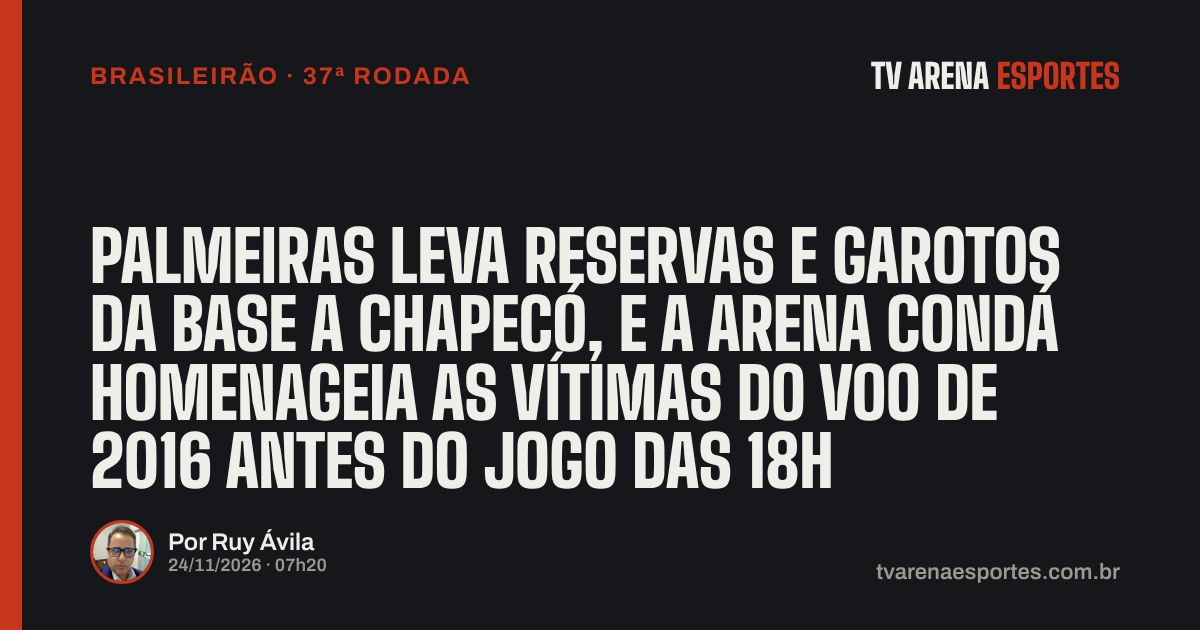 BRASILEIRÃO · 37ª RODADA
TV ARENA ESPORTES
PALMEIRAS LEVA RESERVAS E GAROTOS
DA BASE A CHAPECÓ, E A ARENA CONDÁ
HOMENAGEIA AS VÍTIMAS DO VOO DE
2016 ANTES DO JOGO DAS 18H
Por Ruy Ávila
24/11/2026 · 07h20
tvarenaesportes.com.br